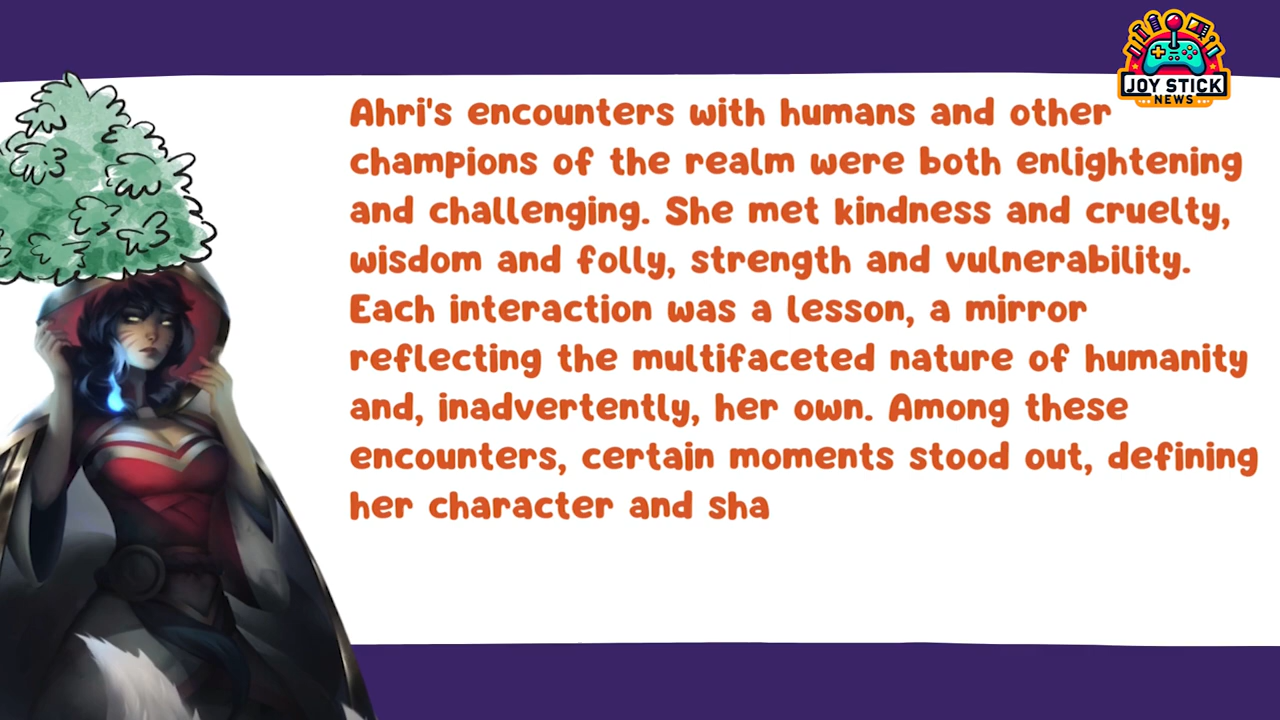 JOY STICK
NEWS
Ahri's encounters with humans and other
champions of the realm were both enlightening
and challenging. She met kindness and cruelty,
wisdom and folly, strength and vulnerability.
Each interaction was a lesson, a mirror
reflecting the multifaceted nature of humanity
and, inadvertently, her own. Among these
encounters, certain moments stood out, defining
her character and sha